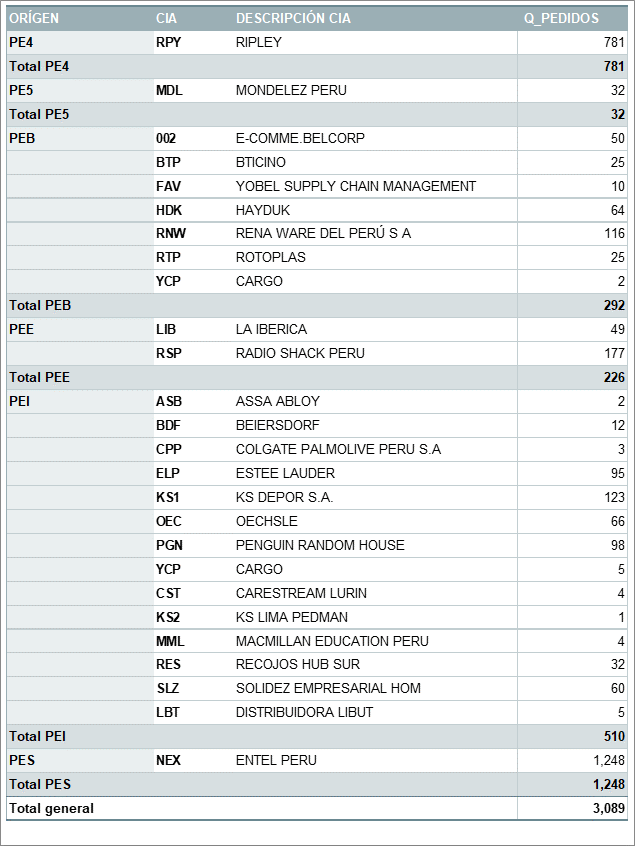 ORÍGEN CIA DESCRIPCIÓN CIA Q_PEDIDOS
PE4 RPY RIPLEY 781
Total PE4 781
PE5 MDL MONDELEZ PERU 32
Total PE5 32
PEB 002 E-COMME.BELCORP 50
BTP BTICINO 25
FAV YOBEL SUPPLY CHAIN MANAGEMENT 10
HDK HAYDUK 64
RNW RENA WARE DEL PERÚ S A 116
RTP ROTOPLAS 25
YCP CARGO 2
Total PEB 292
PEE LIB LA IBERICA 49
RSP RADIO SHACK PERU 177
Total PEE 226
PEI ASB ASSA ABLOY 2
BDF BEIERSDORF 12
CPP COLGATE PALMOLIVE PERU S.A 3
ELP ESTEE LAUDER 95
KS1 KS DEPOR S.A. 123
OEC OECHSLE 66
PGN PENGUIN RANDOM HOUSE 98
YCP CARGO 5
CST CARESTREAM LURIN 4
KS2 KS LIMA PEDMAN 1
MML MACMILLAN EDUCATION PERU 4
RES RECOJOS HUB SUR 32
SLZ SOLIDEZ EMPRESARIAL HOM 60
LBT DISTRIBUIDORA LIBUT 5
Total PEI 510
PES NEX ENTEL PERU 1,248
Total PES 1,248
Total general 3,089